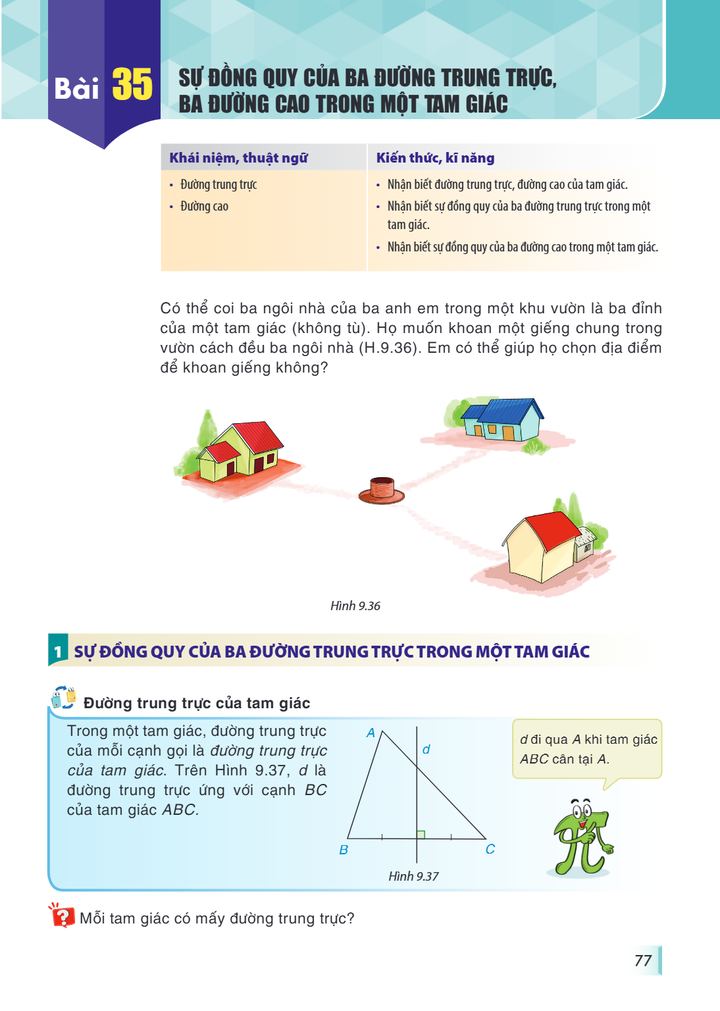 Bài 35
SỰ ĐỒNG QUY CỦA BA ĐƯỜNG TRUNG TRỰC,
BA ĐƯỜNG CAO TRONG MỘT TAM GIÁC
Khái niệm, thuật ngữ
• Đường trung trực
• Đường cao
Kiến thức, kĩ năng
• Nhận biết đường trung trực, đường cao của tam giác.
• Nhận biết sự đồng quy của ba đường trung trực trong một
tam giác.
• Nhận biết sự đồng quy của ba đường cao trong một tam giác.
Có thể coi ba ngôi nhà của ba anh em trong một khu vườn là ba đỉnh
của một tam giác (không tù). Họ muốn khoan một giếng chung trong
vườn cách đều ba ngôi nhà (H.9.36). Em có thể giúp họ chọn địa điểm
để khoan giếng không?
Hình 9.36
1 SỰ ĐỒNG QUY CỦA BA ĐƯỜNG TRUNG TRỰC TRONG MỘT TAM GIÁC
Đường trung trực của tam giác
Trong một tam giác, đường trung trực
của mỗi cạnh gọi là đường trung trực
của tam giác. Trên Hình 9.37, d là
đường trung trực ứng với cạnh BC
của tam giác ABC.
A
d
B
C
Hình 9.37
d đi qua A khi tam giác
ABC cân tại A.
? Mỗi tam giác có mấy đường trung trực?
77